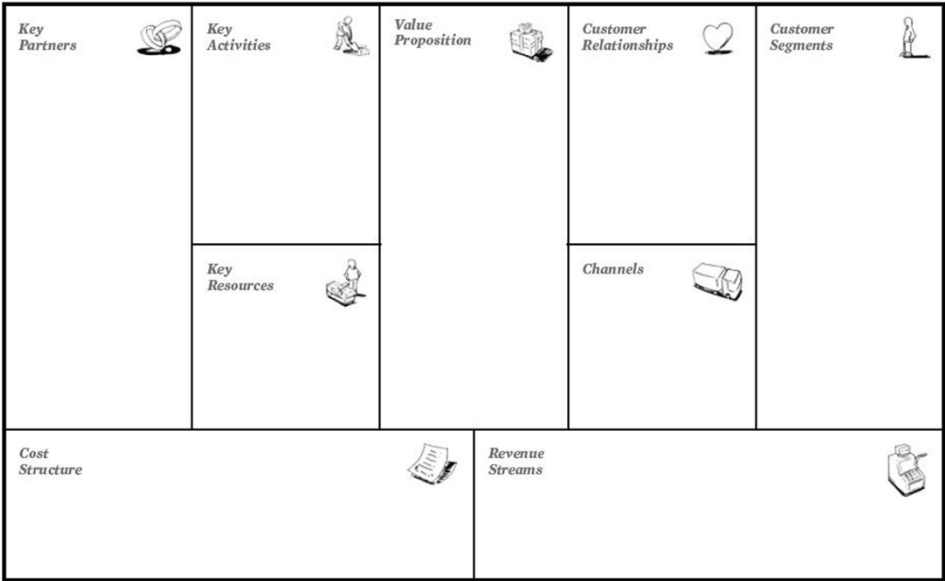 Key
Partners
Key
Activities
Value
Proposition
Customer
Relationships
Customer
Segments
Key
Resources
Channels
Cost
Structure
Revenue
Streams